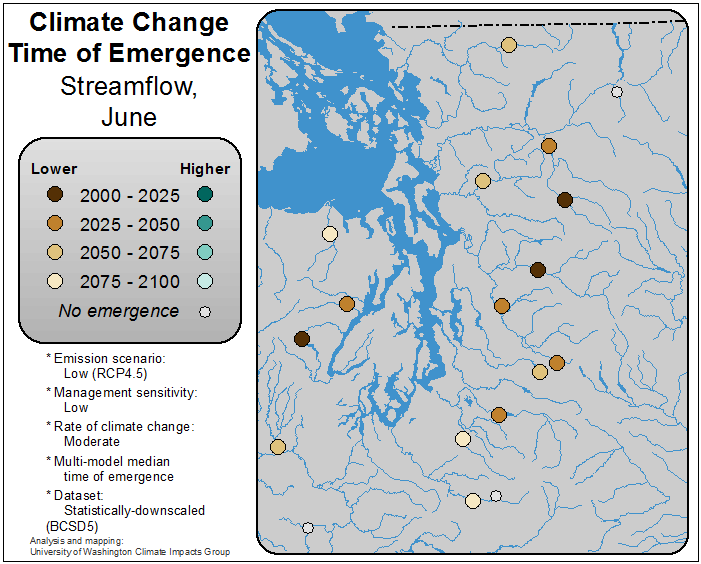 Climate Change
Time of Emergence
Streamflow,
June
Lower Higher
2000 - 2025
2025 - 2050
2050 - 2075
2075 - 2100
No emergence
* Emission scenario:
Low (RCP4.5)
* Management sensitivity:
Low
* Rate of climate change:
Moderate
* Multi-model median
time of emergence
* Dataset:
Statistically-downscaled
(BCSD5)
Analysis and mapping:
University of Washington Climate Impacts Group